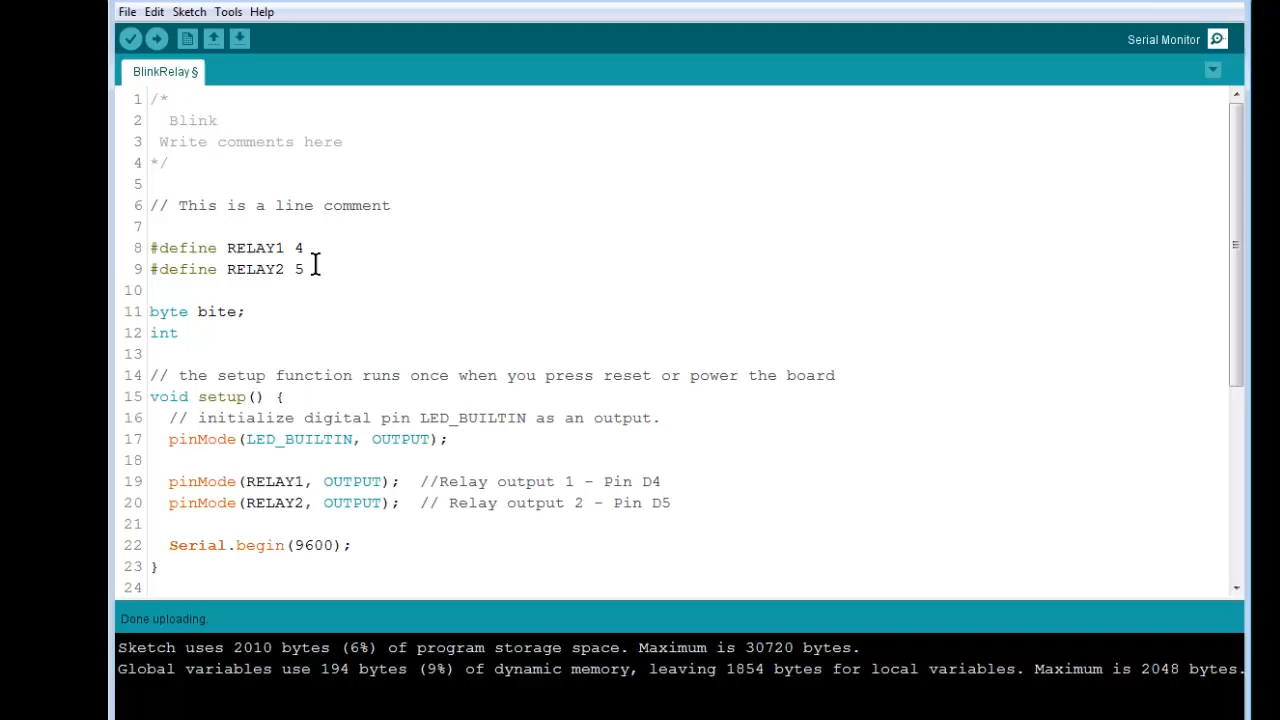 File Edit Sketch Tools Help
Serial Monitor
BlinkRelay §
1 /*
2   Blink
3  Write comments here
4 */
5
6 // This is a line comment
7
8 #define RELAY1 4
9 #define RELAY2 5
10
11 byte bite;
12 int
13
14 // the setup function runs once when you press reset or power the board
15 void setup() {
16   // initialize digital pin LED_BUILTIN as an output.
17   pinMode(LED_BUILTIN, OUTPUT);
18
19   pinMode(RELAY1, OUTPUT);  //Relay output 1 - Pin D4
20   pinMode(RELAY2, OUTPUT);  // Relay output 2 - Pin D5
21
22   Serial.begin(9600);
23 }
24
Done uploading.
Sketch uses 2010 bytes (6%) of program storage space. Maximum is 30720 bytes.
Global variables use 194 bytes (9%) of dynamic memory, leaving 1854 bytes for local variables. Maximum is 2048 bytes.